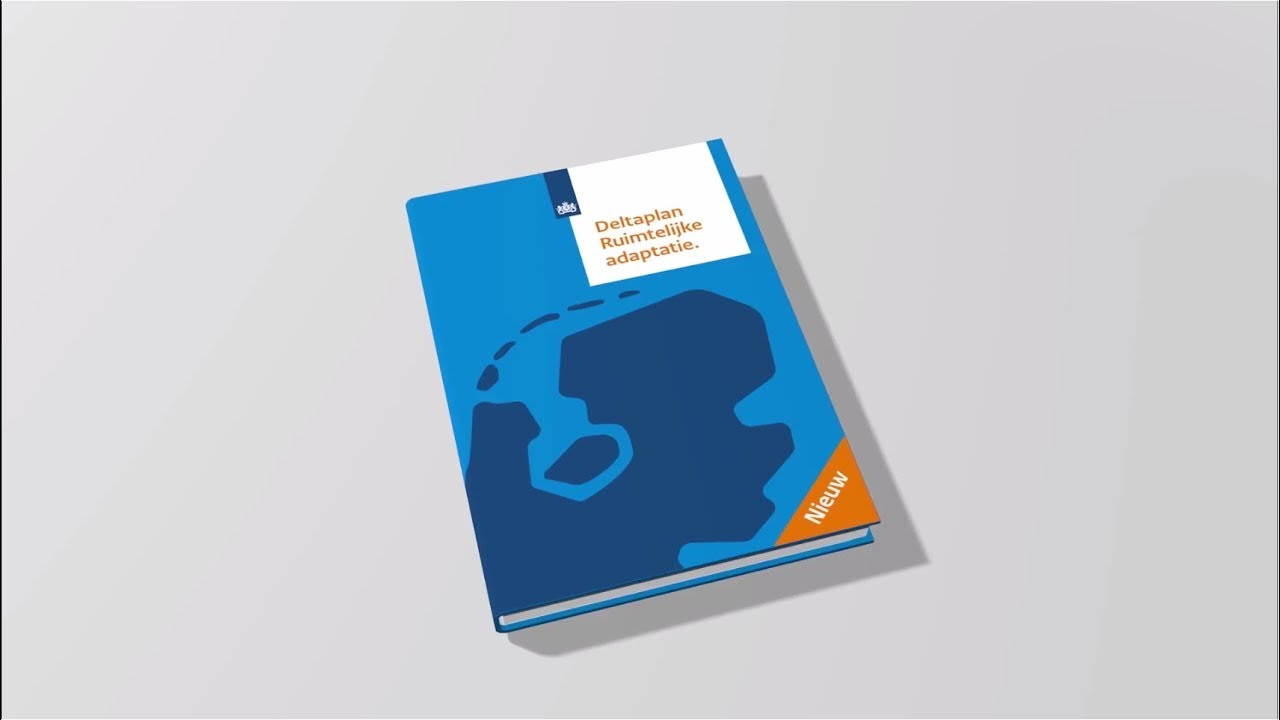 Deltaplan
Ruimtelijke
adaptatie.
Nieuw